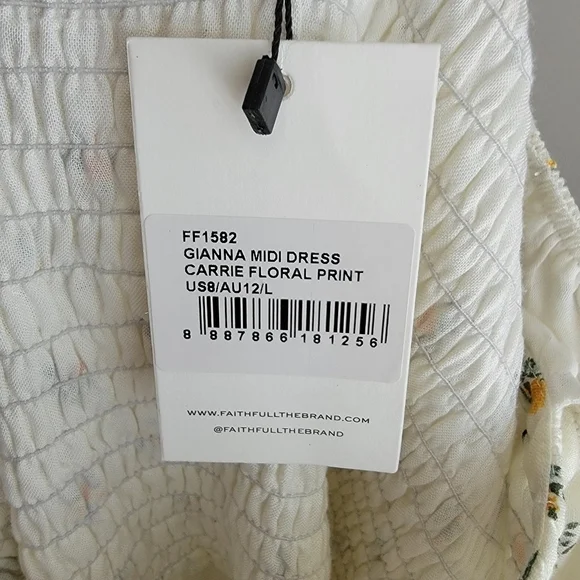 FF1582
GIANNA MIDI DRESS
CARRIE FLORAL PRINT
US8/AU12/L
8 887866 181256
WWW.FAITHFULLTHEBRAND.COM
@FAITHFULLTHEBRAND